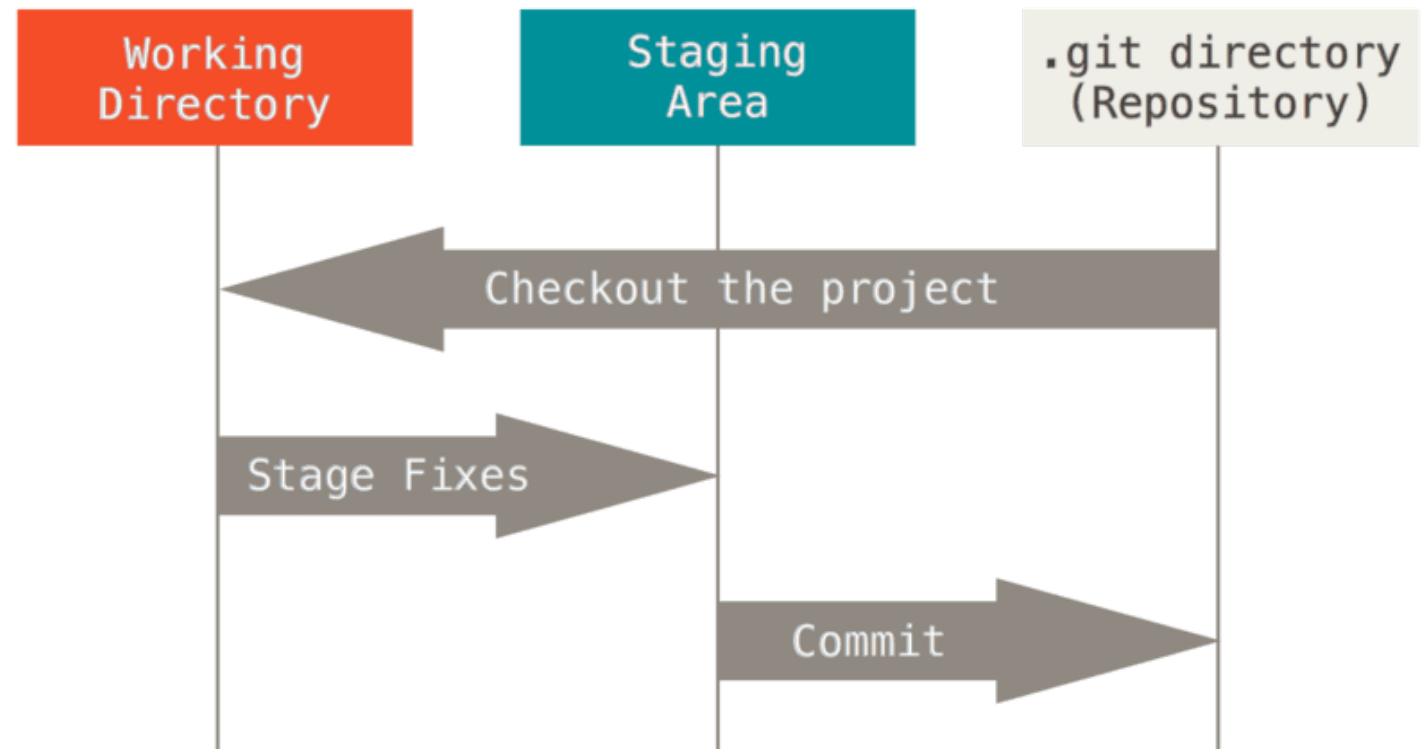 Working
Directory
Staging
Area
.git directory
(Repository)
Checkout the project
Stage Fixes
Commit